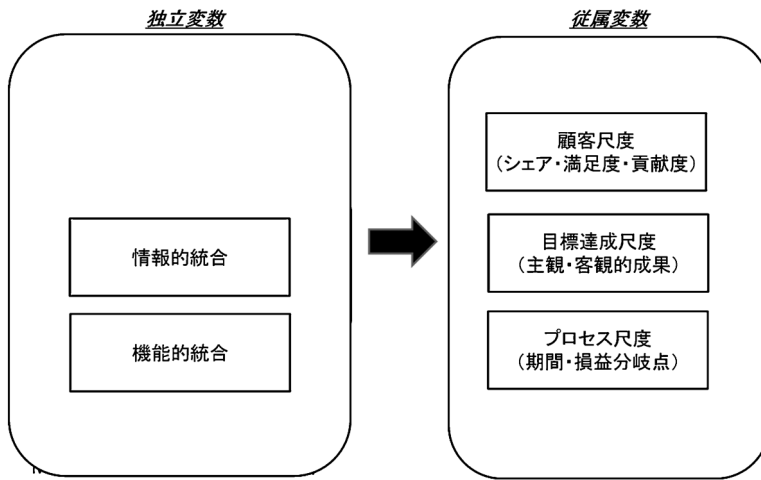 独立変数
従属変数
情報的統合
機能的統合
顧客尺度
（シェア・満足度・貢献度）
目標達成尺度
（主観・客観的成果）
プロセス尺度
（期間・損益分岐点）